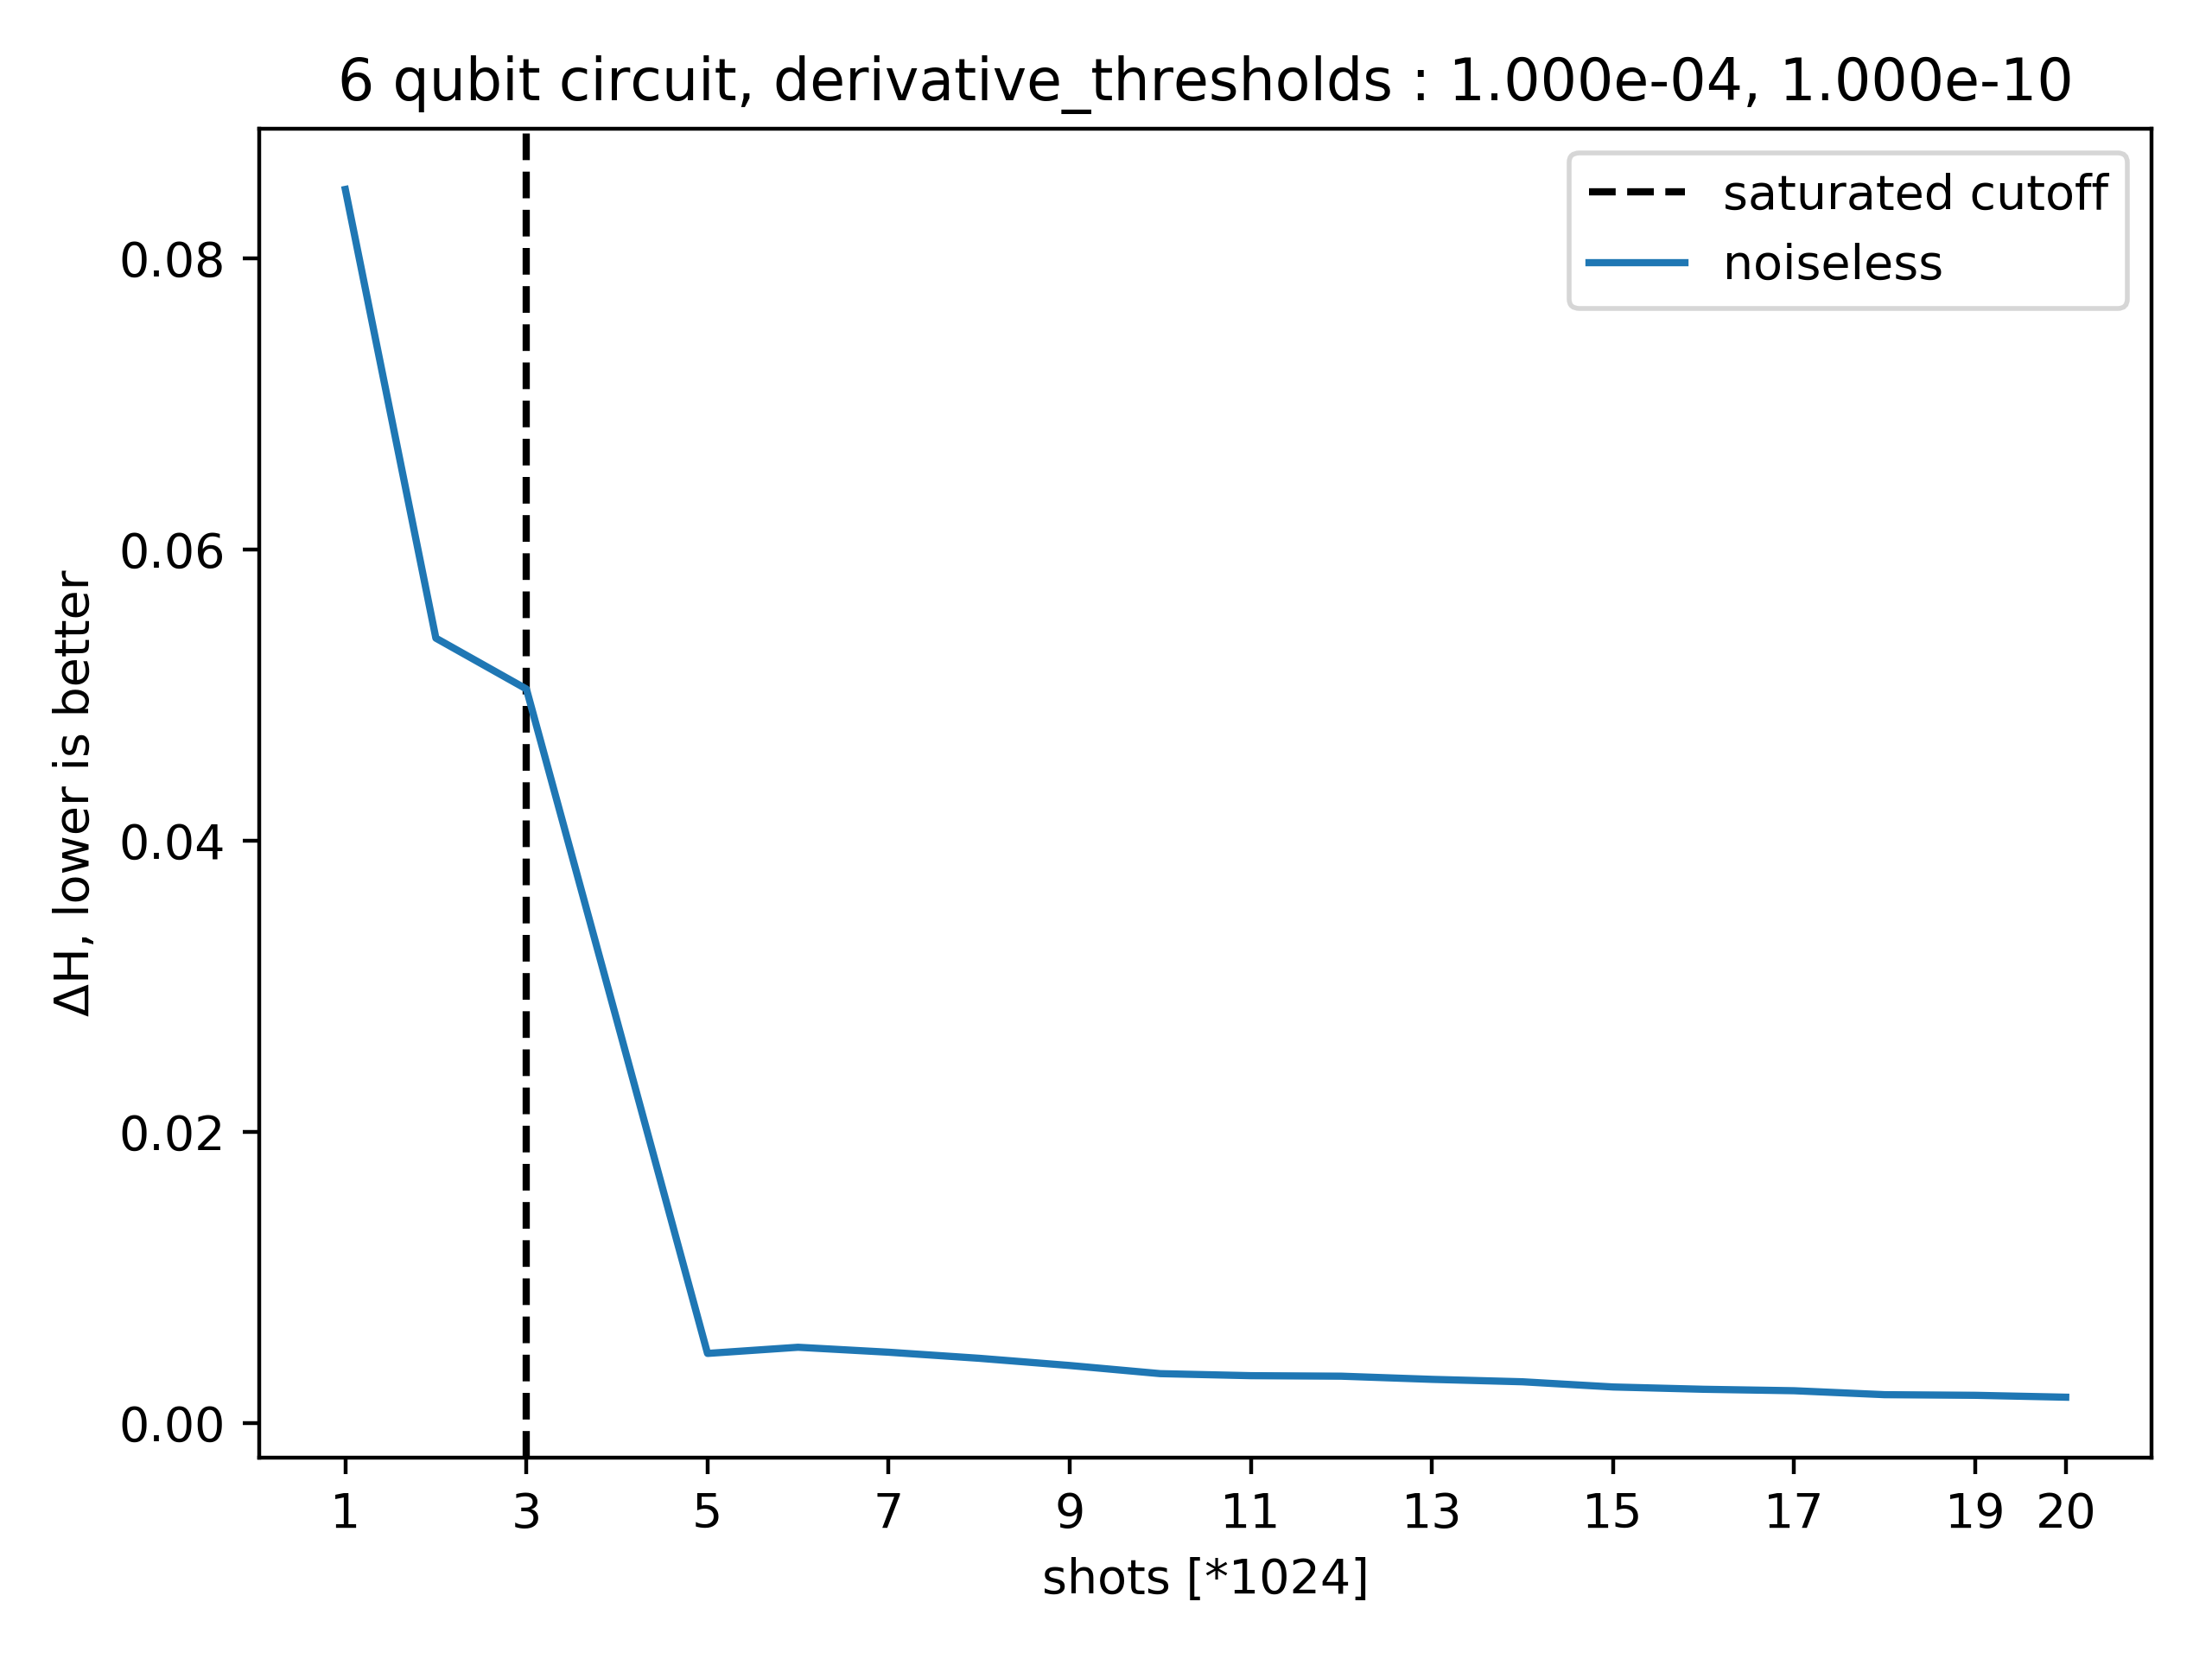 6 qubit circuit, derivative_thresholds : 1.000e-04, 1.000e-10
saturated cutoff
noiseless
ΔH, lower is better
0.08
0.06
0.04
0.02
0.00
1 3 5 7 9 11 13 15 17 19 20
shots [*1024]